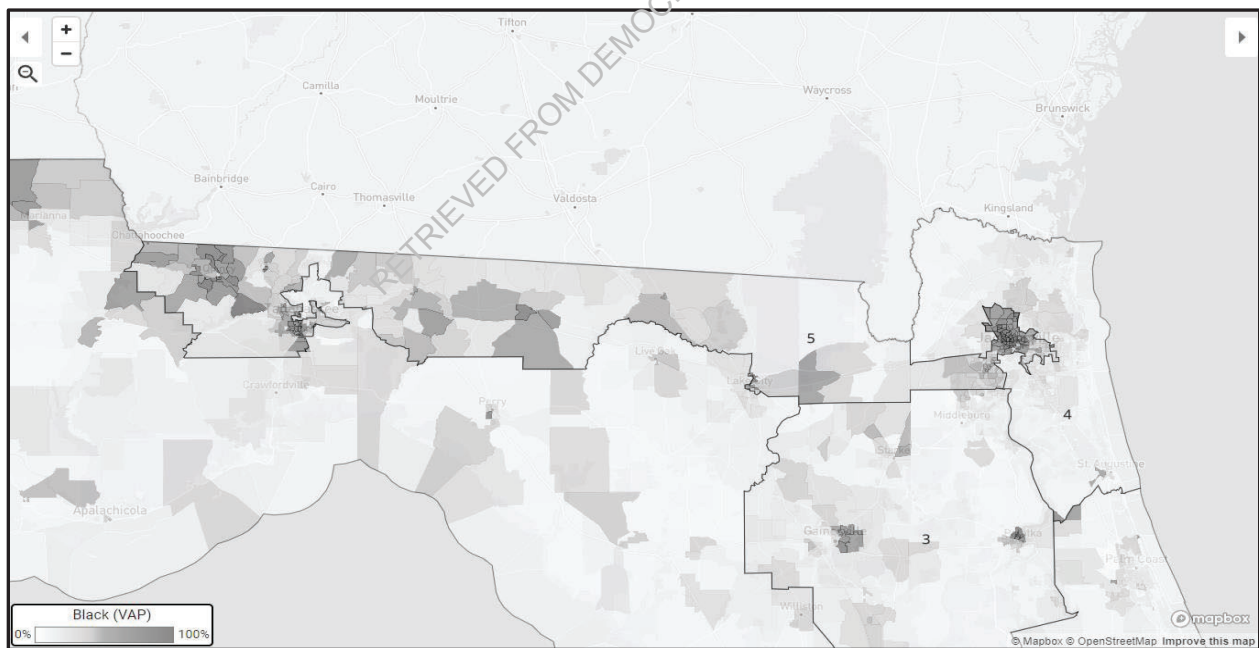 RETRIEVED FROM DEMOC
Tifton
+
−
Camilla
Moultrie
Waycross
Brunswick
Bainbridge
Cairo
Thomasville
Valdosta
Kingsland
Marianna
Chattahoochee
5
Live Oak
Lake City
Crawfordville
Perry
Middleburg
4
Starke
St. Augustine
Apalachicola
Gainesville
3
Palatka
Palm Coast
Williston
Black (VAP)
0% 100%
mapbox
© Mapbox © OpenStreetMap Improve this map